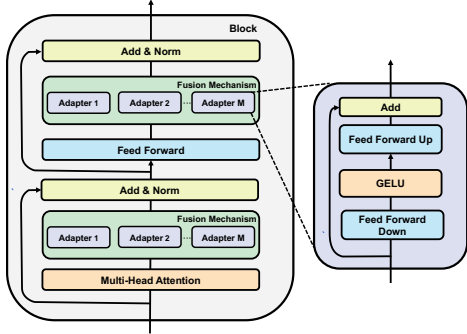 Block
Add & Norm
Fusion Mechanism
Adapter 1 Adapter 2 ... Adapter M
Feed Forward
Add & Norm
Fusion Mechanism
Adapter 1 Adapter 2 ... Adapter M
Multi-Head Attention
Add
Feed Forward Up
GELU
Feed Forward
Down